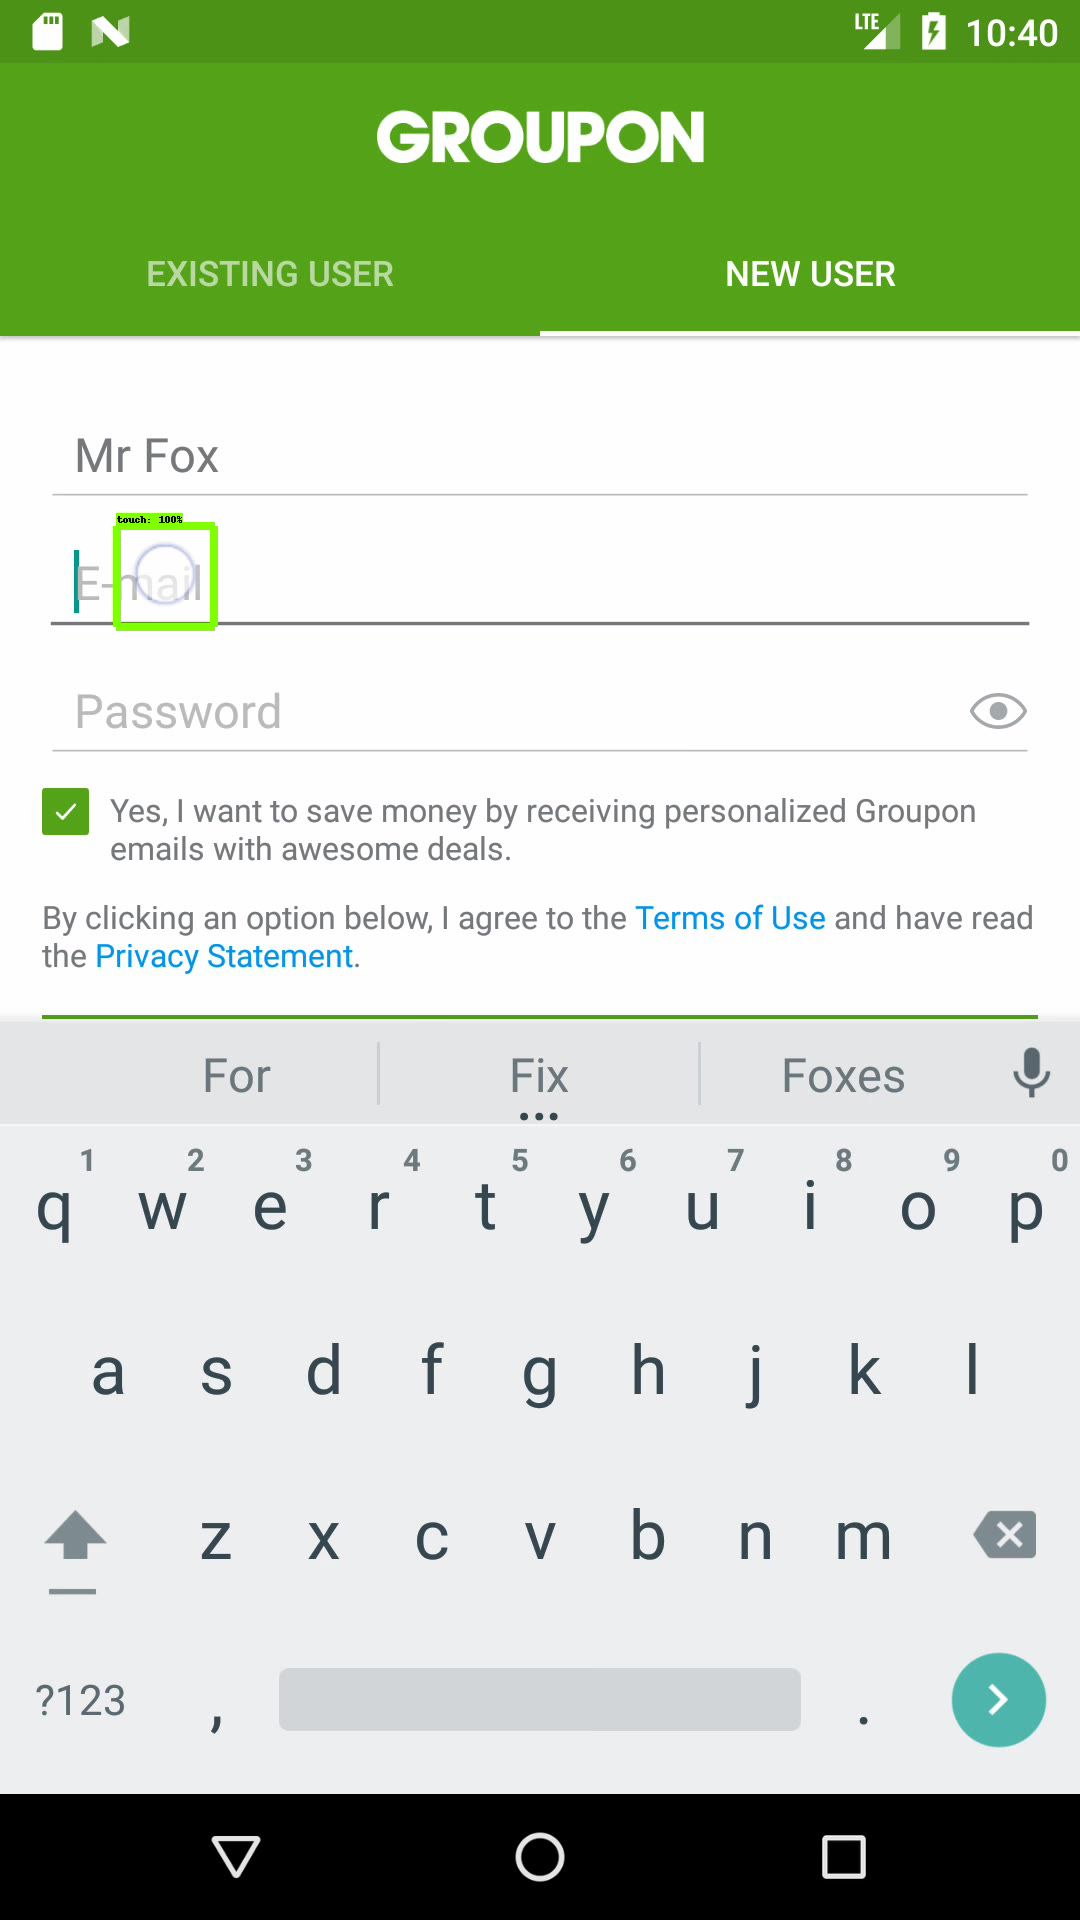 LTE 10:40
GROUPON
EXISTING USER NEW USER
Mr Fox
touch: 100%
E-mail
Password
Yes, I want to save money by receiving personalized Groupon
emails with awesome deals.
By clicking an option below, I agree to the Terms of Use and have read
the Privacy Statement.
For Fix Foxes
1 2 3 4 5 6 7 8 9 0
q w e r t y u i o p
a s d f g h j k l
z x c v b n m
?123 , .